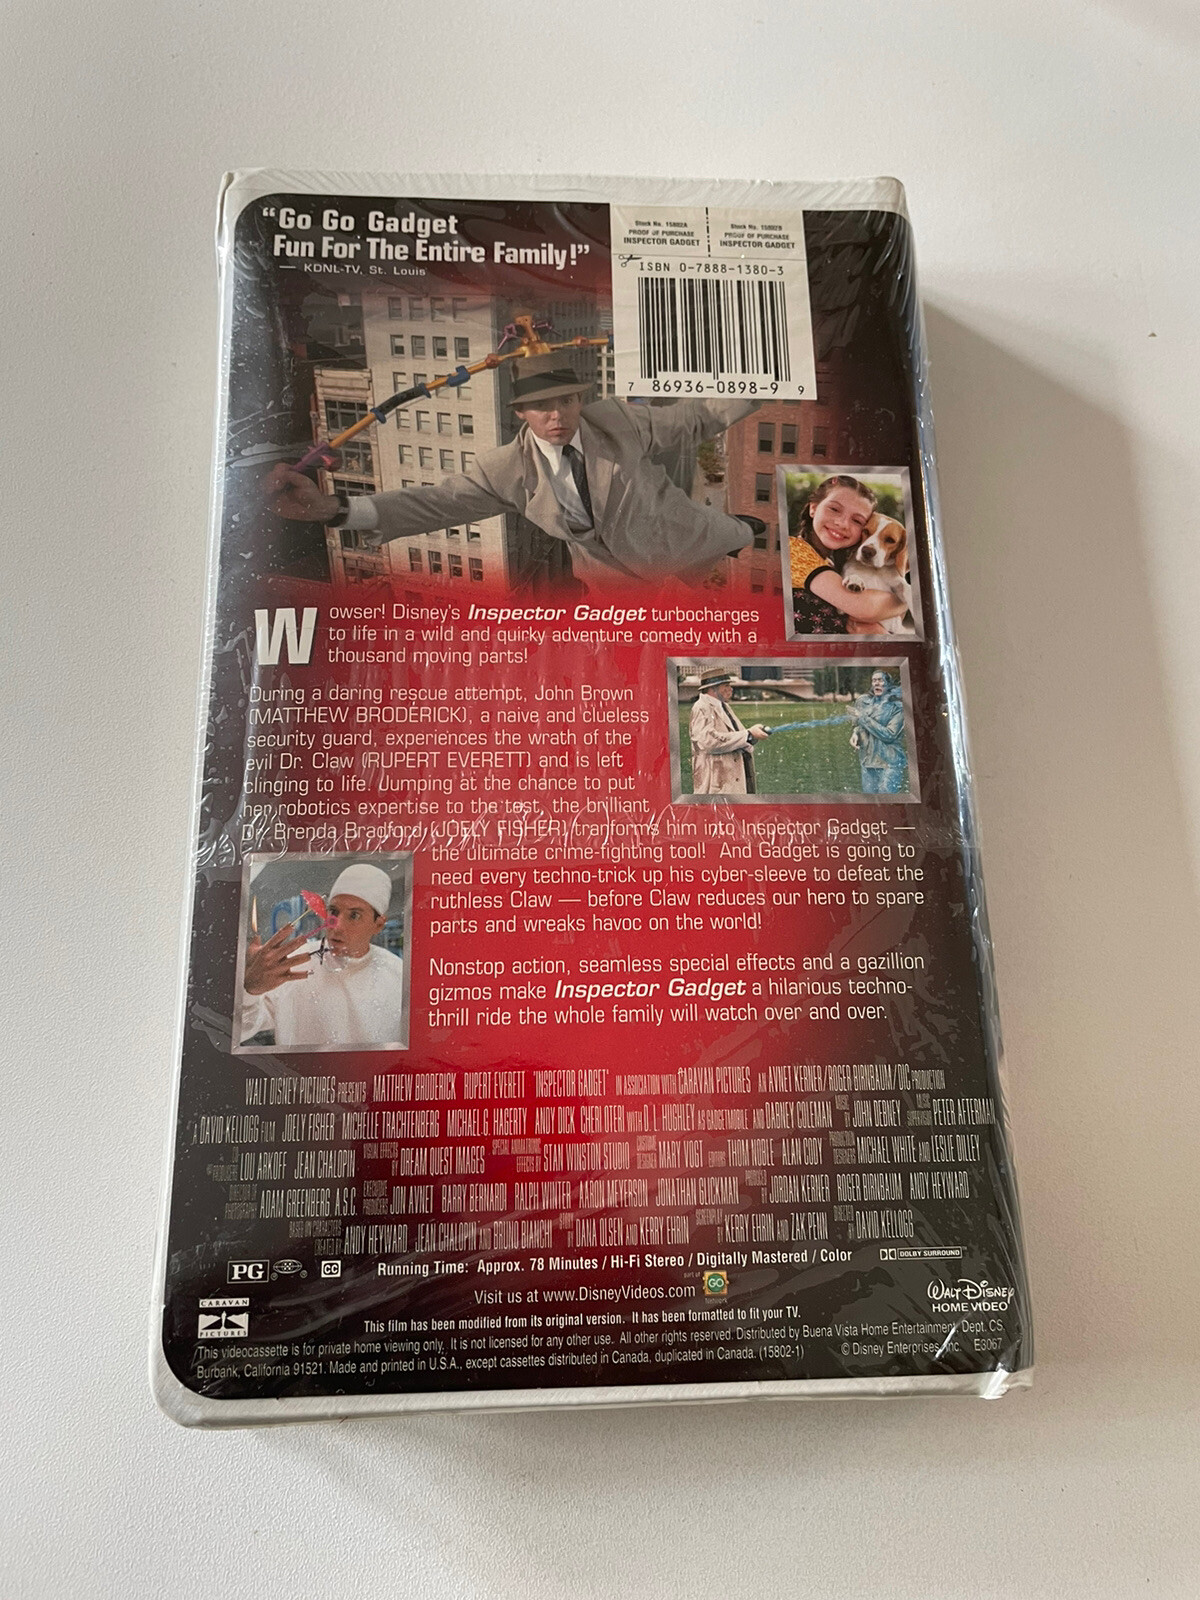 “Go Go Gadget
Fun For The Entire Family!”
— KDNL-TV, St. Louis
Stock No. 15802A
PROOF OF PURCHASE
INSPECTOR GADGET
Stock No. 15802B
PROOF OF PURCHASE
INSPECTOR GADGET
ISBN 0-7888-1380-3
7 86936-0898-9 9
Wowser! Disney's Inspector Gadget turbocharges
to life in a wild and quirky adventure comedy with a
thousand moving parts!
During a daring rescue attempt, John Brown
(MATTHEW BRODERICK), a naive and clueless
security guard, experiences the wrath of the
evil Dr. Claw (RUPERT EVERETT) and is left
clinging to life. Jumping at the chance to put
her robotics expertise to the test, the brilliant
Dr. Brenda Bradford (JOELY FISHER) tranforms him into Inspector Gadget —
the ultimate crime-fighting tool! And Gadget is going to
need every techno-trick up his cyber-sleeve to defeat the
ruthless Claw — before Claw reduces our hero to spare
parts and wreaks havoc on the world!
Nonstop action, seamless special effects and a gazillion
gizmos make Inspector Gadget a hilarious techno-
thrill ride the whole family will watch over and over.
WALT DISNEY PICTURES PRESENTS MATTHEW BRODERICK RUPERT EVERETT "INSPECTOR GADGET" IN ASSOCIATION WITH CARAVAN PICTURES AN AVNET KERNER/ROGER BIRNBAUM/DIC PRODUCTION
A DAVID KELLOGG FILM JOELY FISHER MICHELLE TRACHTENBERG MICHAEL G. HAGERTY ANDY DICK CHERI OTERI WITH D. L. HUGHLEY AS GADGETMOBILE AND DABNEY COLEMAN MUSIC BY JOHN DEBNEY MUSIC SUPERVISION PETER AFTERMAN
CO-PRODUCERS LOU ARKOFF JEAN CHALOPIN VISUAL EFFECTS BY DREAM QUEST IMAGES SPECIAL ANIMATRONIC EFFECTS BY STAN WINSTON STUDIO COSTUME DESIGNER MARY VOGT EDITORS THOM NOBLE ALAN CODY PRODUCTION DESIGNERS MICHAEL WHITE AND LESLIE DILLEY
DIRECTOR OF PHOTOGRAPHY ADAM GREENBERG, A.S.C. EXECUTIVE PRODUCERS JON AVNET BARRY BERNARDI RALPH WINTER AARON MEYERSON JONATHAN GLICKMAN PRODUCED BY JORDAN KERNER ROGER BIRNBAUM ANDY HEYWARD
BASED ON CHARACTERS CREATED BY ANDY HEYWARD JEAN CHALOPIN AND BRUNO BIANCHI STORY BY DANA OLSEN AND KERRY EHRIN SCREENPLAY BY KERRY EHRIN AND ZAK PENN DIRECTED BY DAVID KELLOGG
PG CC Running Time: Approx. 78 Minutes / Hi-Fi Stereo / Digitally Mastered / Color DOLBY SURROUND
Visit us at www.DisneyVideos.com part of GO Network
CARAVAN
PICTURES
Walt Disney
HOME VIDEO
This film has been modified from its original version. It has been formatted to fit your TV.
This videocassette is for private home viewing only. It is not licensed for any other use. All other rights reserved. Distributed by Buena Vista Home Entertainment, Dept. CS,
Burbank, California 91521. Made and printed in U.S.A., except cassettes distributed in Canada, duplicated in Canada. (15802-1) © Disney Enterprises, Inc. E3067